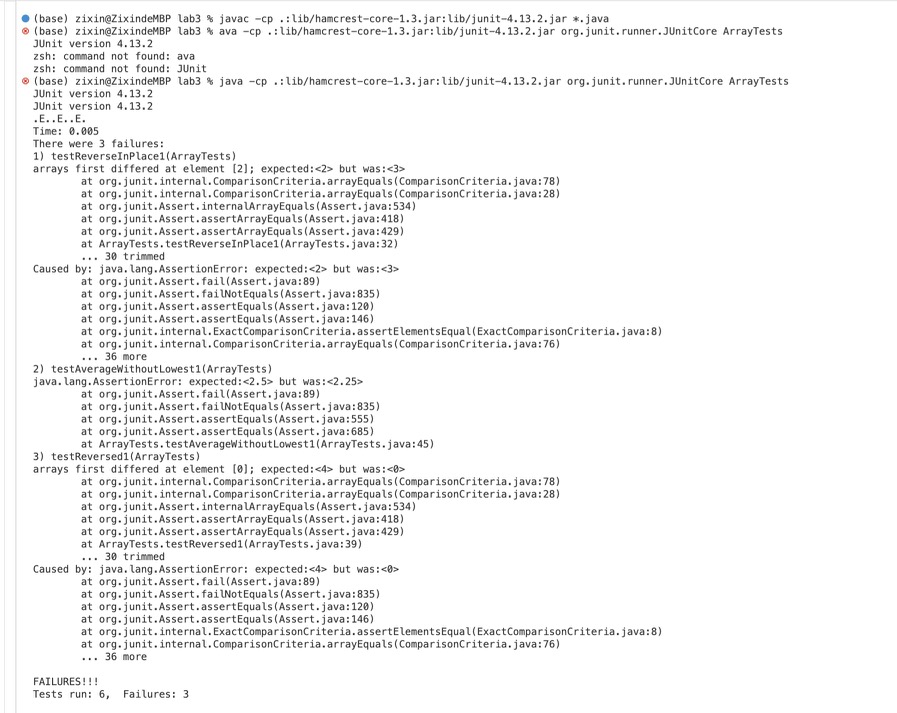 (base) zixin@ZixindeMBP lab3 % javac -cp .:lib/hamcrest-core-1.3.jar:lib/junit-4.13.2.jar *.java
(base) zixin@ZixindeMBP lab3 % ava -cp .:lib/hamcrest-core-1.3.jar:lib/junit-4.13.2.jar org.junit.runner.JUnitCore ArrayTests
JUnit version 4.13.2
zsh: command not found: ava
zsh: command not found: JUnit
(base) zixin@ZixindeMBP lab3 % java -cp .:lib/hamcrest-core-1.3.jar:lib/junit-4.13.2.jar org.junit.runner.JUnitCore ArrayTests
JUnit version 4.13.2
JUnit version 4.13.2
.E..E..E.
Time: 0.005
There were 3 failures:
1) testReverseInPlace1(ArrayTests)
arrays first differed at element [2]; expected:<2> but was:<3>
at org.junit.internal.ComparisonCriteria.arrayEquals(ComparisonCriteria.java:78)
at org.junit.internal.ComparisonCriteria.arrayEquals(ComparisonCriteria.java:28)
at org.junit.Assert.internalArrayEquals(Assert.java:534)
at org.junit.Assert.assertArrayEquals(Assert.java:418)
at org.junit.Assert.assertArrayEquals(Assert.java:429)
at ArrayTests.testReverseInPlace1(ArrayTests.java:32)
... 30 trimmed
Caused by: java.lang.AssertionError: expected:<2> but was:<3>
at org.junit.Assert.fail(Assert.java:89)
at org.junit.Assert.failNotEquals(Assert.java:835)
at org.junit.Assert.assertEquals(Assert.java:120)
at org.junit.Assert.assertEquals(Assert.java:146)
at org.junit.internal.ExactComparisonCriteria.assertElementsEqual(ExactComparisonCriteria.java:8)
at org.junit.internal.ComparisonCriteria.arrayEquals(ComparisonCriteria.java:76)
... 36 more
2) testAverageWithoutLowest1(ArrayTests)
java.lang.AssertionError: expected:<2.5> but was:<2.25>
at org.junit.Assert.fail(Assert.java:89)
at org.junit.Assert.failNotEquals(Assert.java:835)
at org.junit.Assert.assertEquals(Assert.java:555)
at org.junit.Assert.assertEquals(Assert.java:685)
at ArrayTests.testAverageWithoutLowest1(ArrayTests.java:45)
3) testReversed1(ArrayTests)
arrays first differed at element [0]; expected:<4> but was:<0>
at org.junit.internal.ComparisonCriteria.arrayEquals(ComparisonCriteria.java:78)
at org.junit.internal.ComparisonCriteria.arrayEquals(ComparisonCriteria.java:28)
at org.junit.Assert.internalArrayEquals(Assert.java:534)
at org.junit.Assert.assertArrayEquals(Assert.java:418)
at org.junit.Assert.assertArrayEquals(Assert.java:429)
at ArrayTests.testReversed1(ArrayTests.java:39)
... 30 trimmed
Caused by: java.lang.AssertionError: expected:<4> but was:<0>
at org.junit.Assert.fail(Assert.java:89)
at org.junit.Assert.failNotEquals(Assert.java:835)
at org.junit.Assert.assertEquals(Assert.java:120)
at org.junit.Assert.assertEquals(Assert.java:146)
at org.junit.internal.ExactComparisonCriteria.assertElementsEqual(ExactComparisonCriteria.java:8)
at org.junit.internal.ComparisonCriteria.arrayEquals(ComparisonCriteria.java:76)
... 36 more
FAILURES!!!
Tests run: 6,  Failures: 3